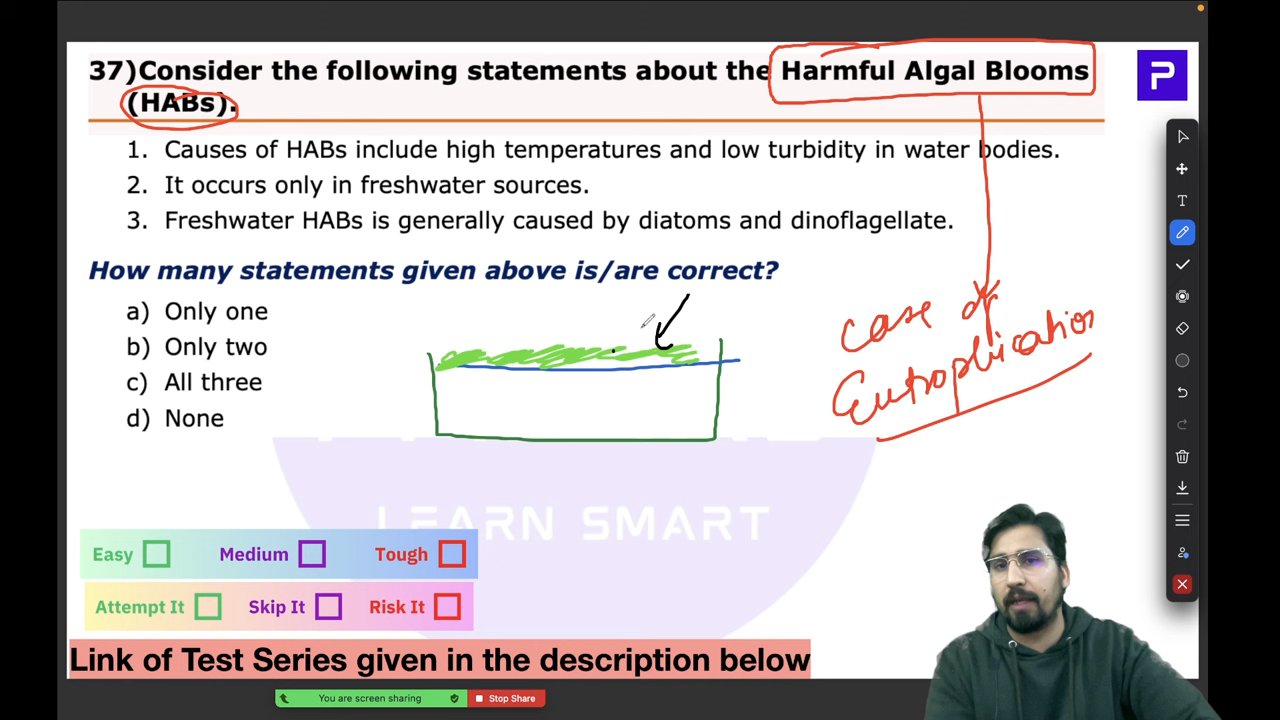 37)Consider the following statements about the Harmful Algal Blooms
(HABs).
P
1. Causes of HABs include high temperatures and low turbidity in water bodies.
2. It occurs only in freshwater sources.
3. Freshwater HABs is generally caused by diatoms and dinoflagellate.
How many statements given above is/are correct?
a) Only one
b) Only two
c) All three
d) None
Case of
Eutrophication
LEARN SMART
Easy Medium Tough
Attempt It Skip It Risk It
Link of Test Series given in the description below
You are screen sharing Stop Share